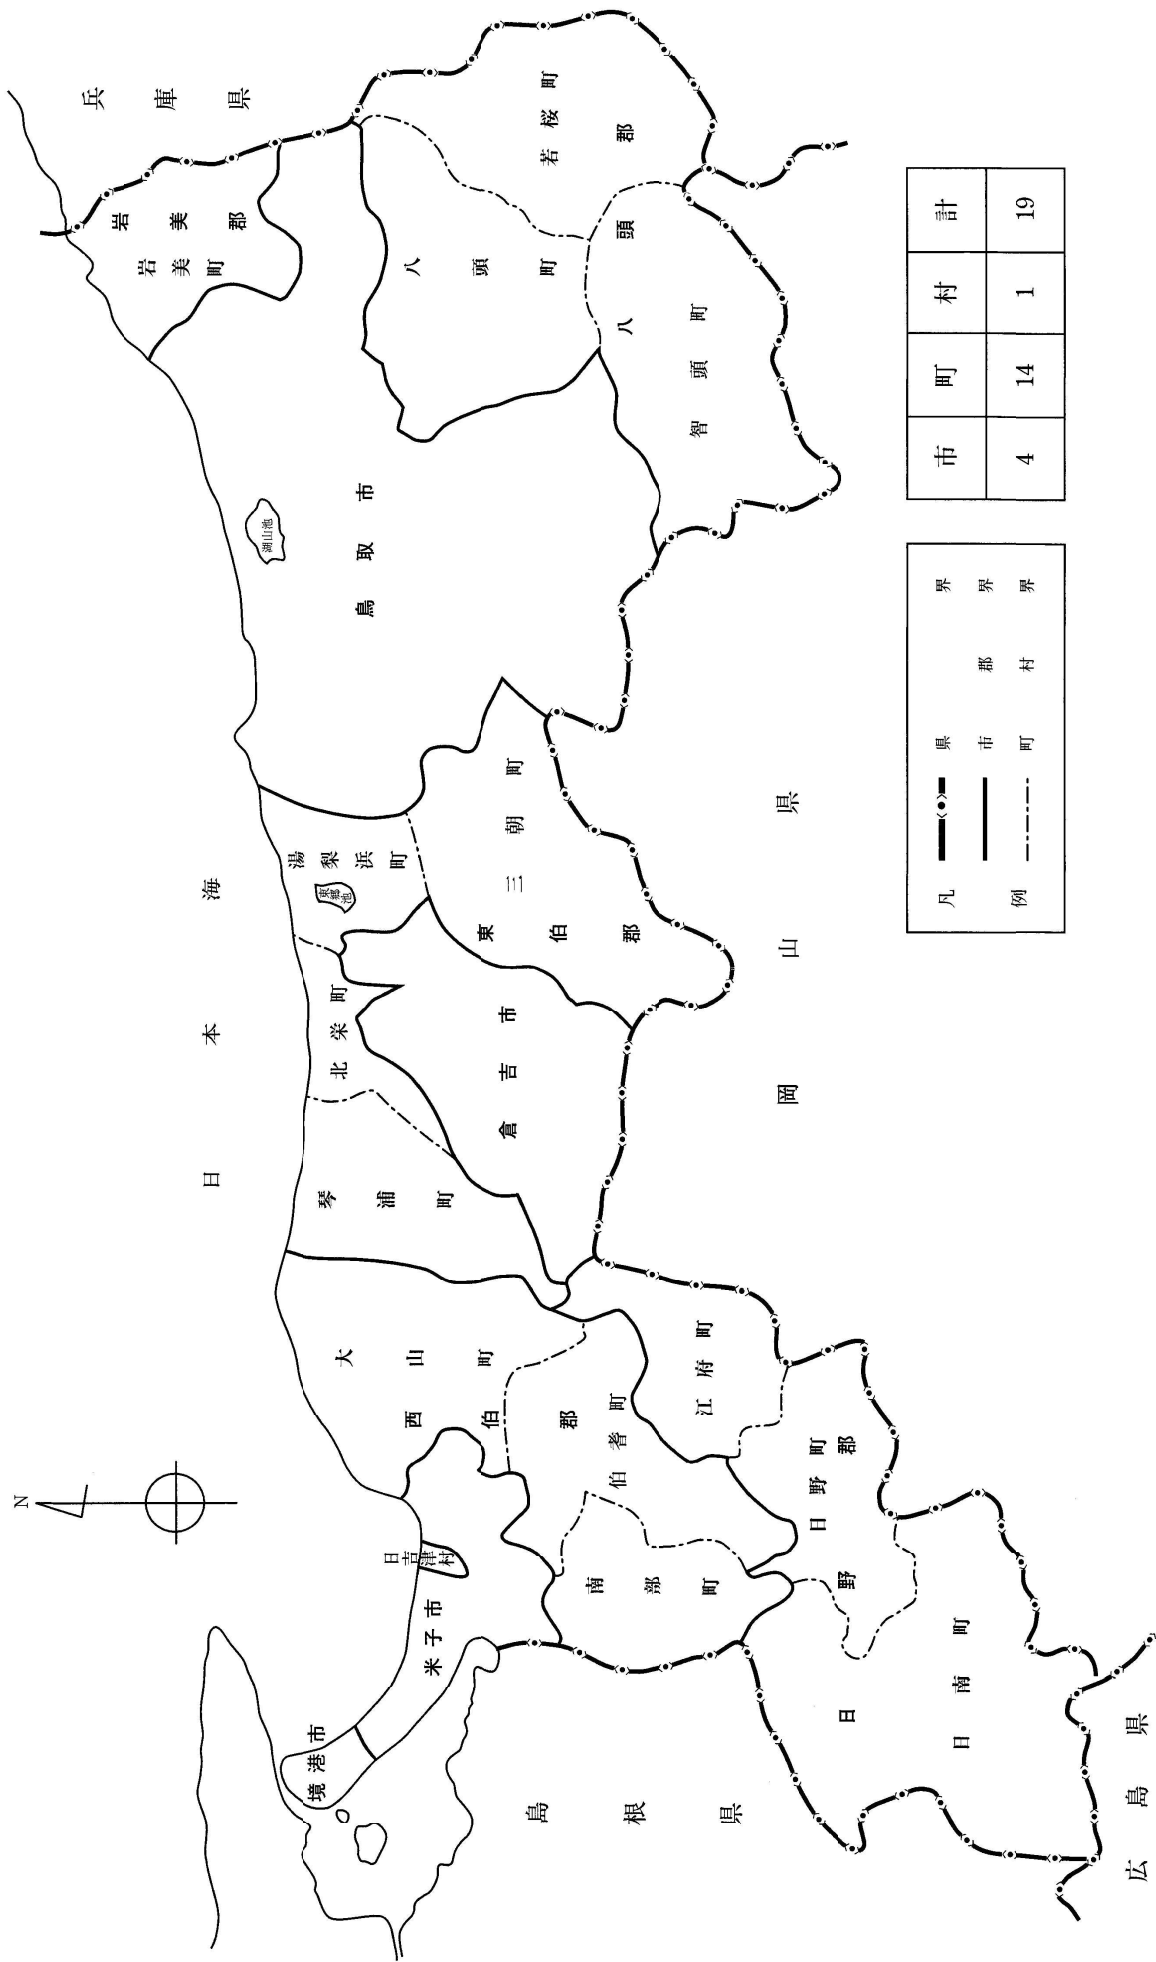 N
日本海
兵庫県
岡山県
島根県
広島県
境港市
米子市
日吉津村
西伯郡
大山町
伯耆町
南部町
日野郡
江府町
日野町
日南町
東伯郡
琴浦町
北栄町
湯梨浜町
東郷池
三朝町
倉吉市
鳥取市
湖山池
岩美郡
岩美町
八頭郡
八頭町
若桜町
智頭町
凡例
県界
市郡界
町村界
市 町 村 計
4 14 1 19